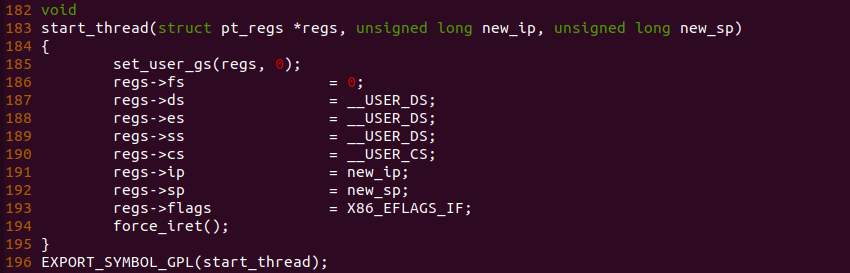 182 void
183 start_thread(struct pt_regs *regs, unsigned long new_ip, unsigned long new_sp)
184 {
185         set_user_gs(regs, 0);
186         regs->fs                = 0;
187         regs->ds                = __USER_DS;
188         regs->es                = __USER_DS;
189         regs->ss                = __USER_DS;
190         regs->cs                = __USER_CS;
191         regs->ip                = new_ip;
192         regs->sp                = new_sp;
193         regs->flags             = X86_EFLAGS_IF;
194         force_iret();
195 }
196 EXPORT_SYMBOL_GPL(start_thread);